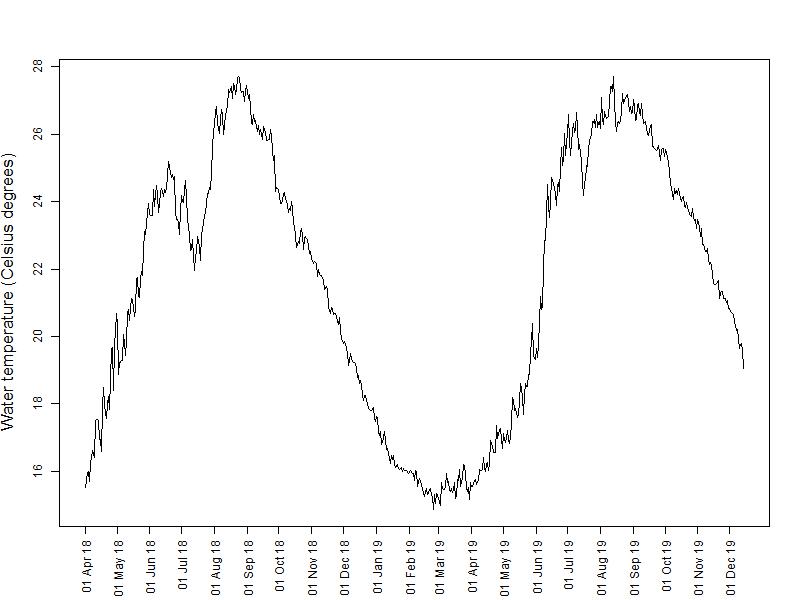 Water temperature (Celsius degrees)
28
26
24
22
20
18
16
01 Apr 18
01 May 18
01 Jun 18
01 Jul 18
01 Aug 18
01 Sep 18
01 Oct 18
01 Nov 18
01 Dec 18
01 Jan 19
01 Feb 19
01 Mar 19
01 Apr 19
01 May 19
01 Jun 19
01 Jul 19
01 Aug 19
01 Sep 19
01 Oct 19
01 Nov 19
01 Dec 19